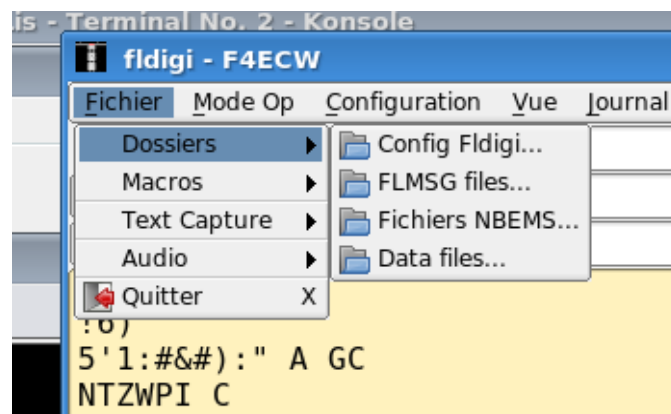 is - Terminal No. 2 - Konsole
fldigi - F4ECW
Fichier Mode Op Configuration Vue Journal
Dossiers
Macros
Text Capture
Audio
Quitter X
Config Fldigi...
FLMSG files...
Fichiers NBEMS...
Data files...
!6)
5'1:#&#):" A GC
NTZWPI C